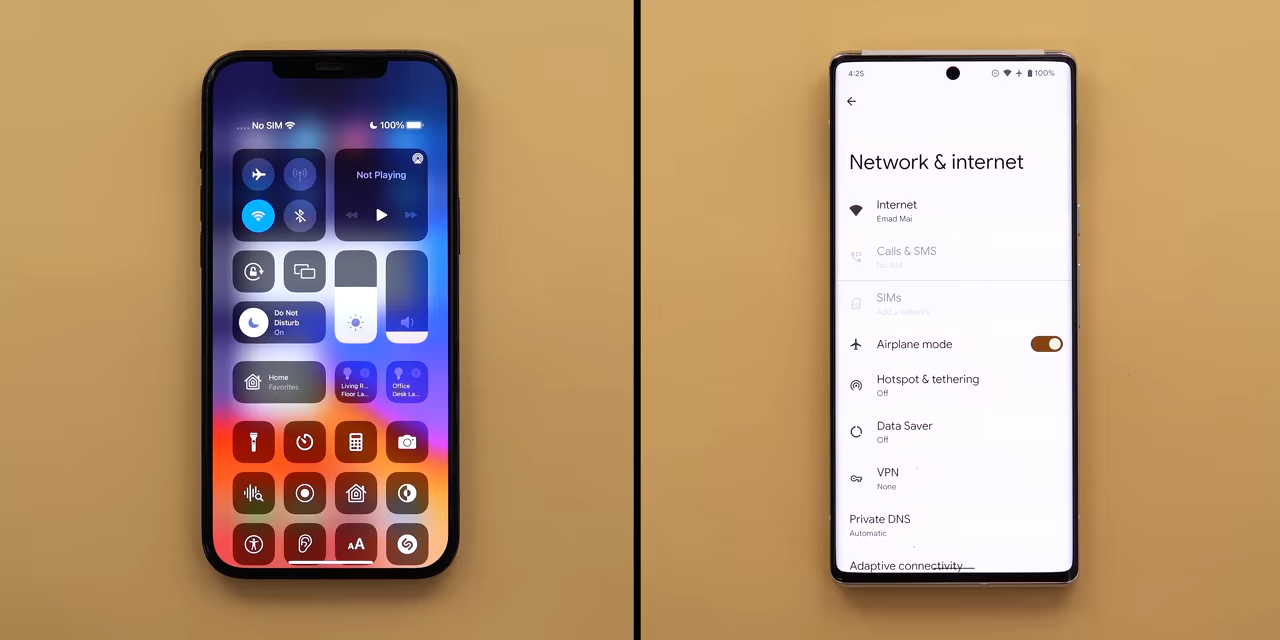 No SIM
100%
Not Playing
Do Not
Disturb
On
Home
Favorites
Living R...
Floor La...
Office
Desk La...
AA
4:25
100%
Network & internet
Internet
Emad Mai
Calls & SMS
No SIM
SIMs
Add a network
Airplane mode
Hotspot & tethering
Off
Data Saver
Off
VPN
None
Private DNS
Automatic
Adaptive connectivity